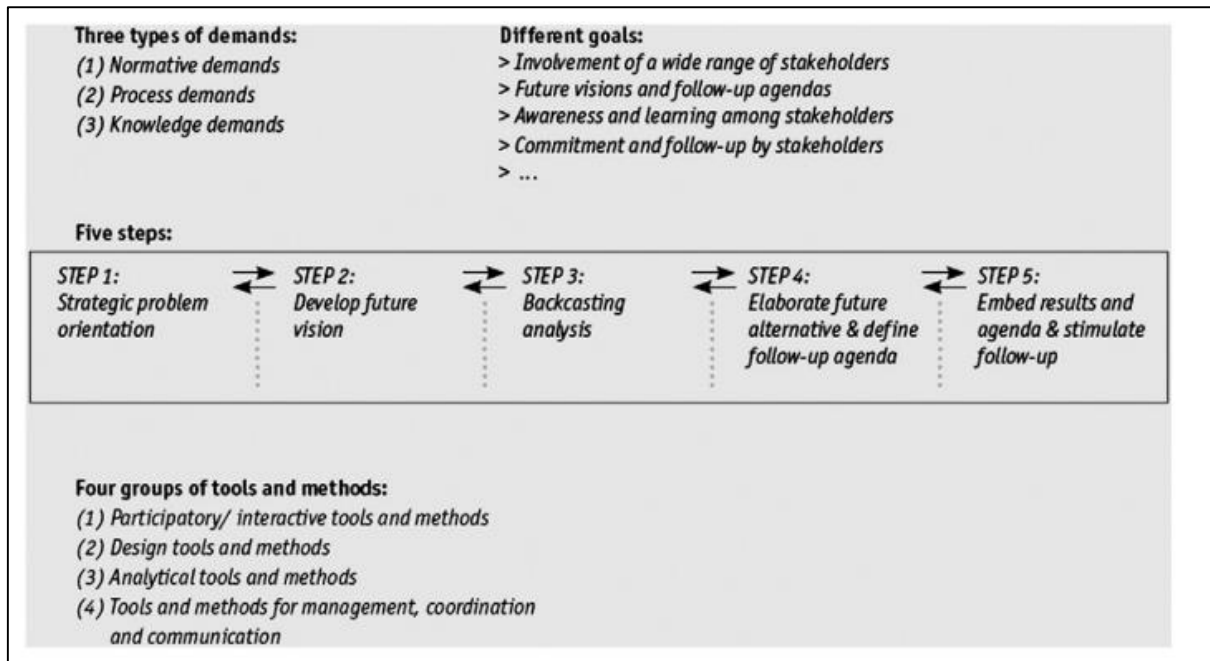 Three types of demands:
(1) Normative demands
(2) Process demands
(3) Knowledge demands
Different goals:
> Involvement of a wide range of stakeholders
> Future visions and follow-up agendas
> Awareness and learning among stakeholders
> Commitment and follow-up by stakeholders
> ...
Five steps:
STEP 1:
Strategic problem
orientation
STEP 2:
Develop future
vision
STEP 3:
Backcasting
analysis
STEP 4:
Elaborate future
alternative & define
follow-up agenda
STEP 5:
Embed results and
agenda & stimulate
follow-up
Four groups of tools and methods:
(1) Participatory/ interactive tools and methods
(2) Design tools and methods
(3) Analytical tools and methods
(4) Tools and methods for management, coordination
and communication